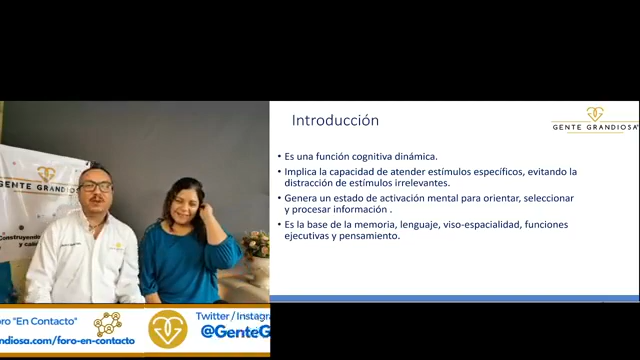 GENTE GRANDIOSA
Construyendo
y cali
ro "En Contacto"
ndiosa.com/foro-en-contacto
Twitter / Instagra
@GenteG
Introducción
GENTE GRANDIOSA
• Es una función cognitiva dinámica.
• Implica la capacidad de atender estímulos específicos, evitando la
distracción de estímulos irrelevantes.
• Genera un estado de activación mental para orientar, seleccionar
y procesar información .
• Es la base de la memoria, lenguaje, viso-espacialidad, funciones
ejecutivas y pensamiento.